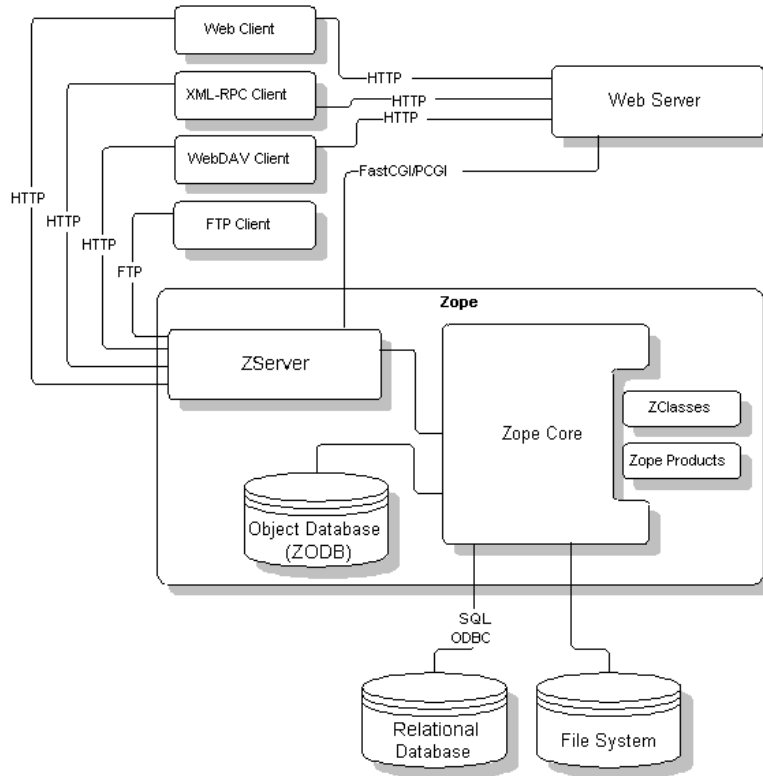 Web Client
HTTP
XML-RPC Client
HTTP
Web Server
HTTP
WebDAV Client
FastCGI/PCGI
HTTP
HTTP
FTP Client
HTTP
FTP
Zope
ZServer
ZClasses
Zope Core
Zope Products
Object Database
(ZODB)
SQL
ODBC
Relational
Database
File System